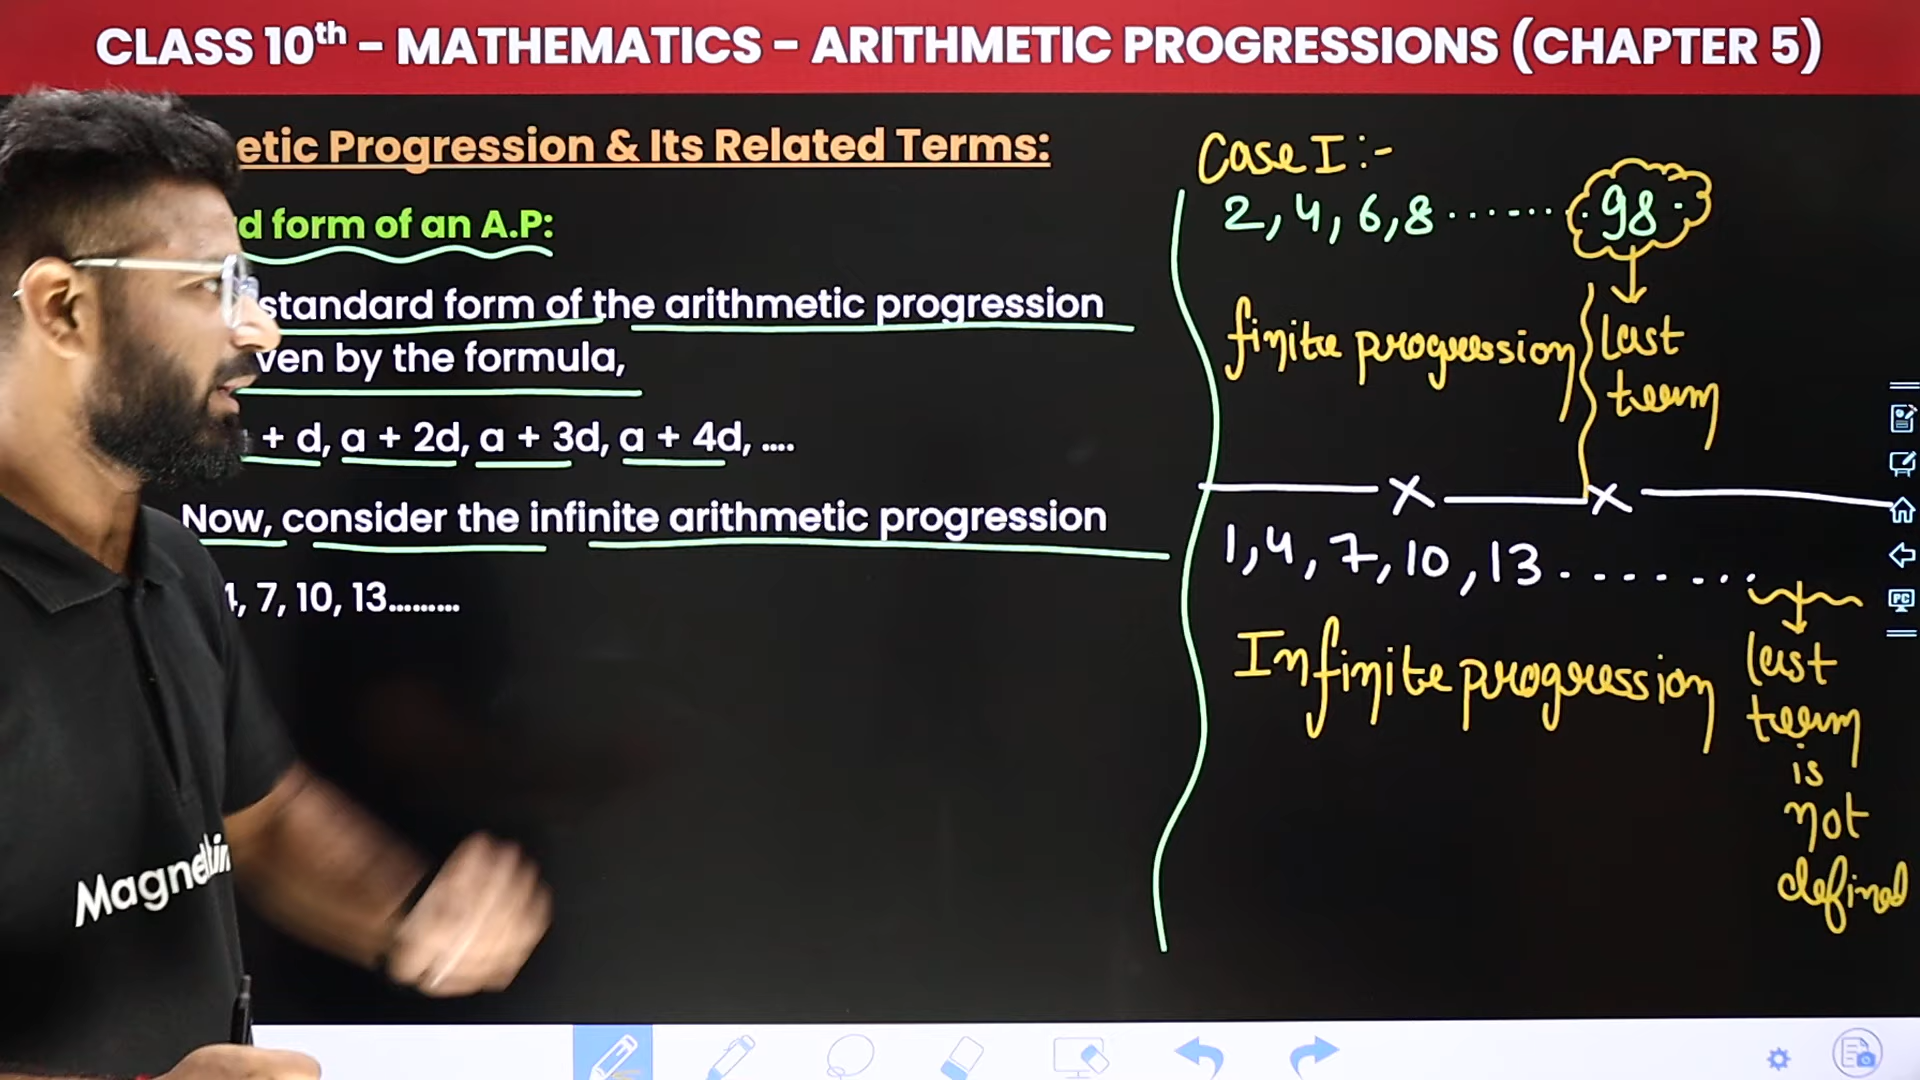 CLASS 10th - MATHEMATICS - ARITHMETIC PROGRESSIONS (CHAPTER 5)
etic Progression & Its Related Terms:
d form of an A.P:
standard form of the arithmetic progression
ven by the formula,
+ d, a + 2d, a + 3d, a + 4d, ....
Now, consider the infinite arithmetic progression
4, 7, 10, 13.........
Case I :-
2, 4, 6, 8 ............ 98
finite progression
last
term
x x
1, 4, 7, 10, 13 ........
Infinite progression
last
term
is
not
defined
Magne
PC